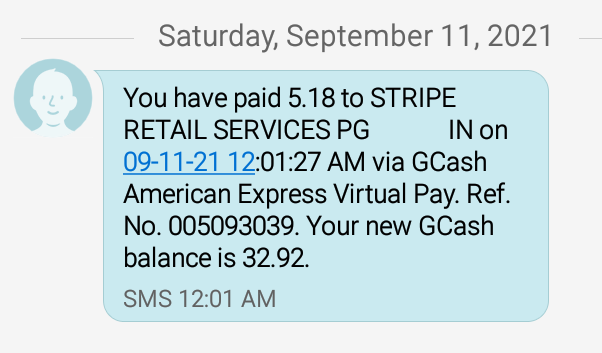 Saturday, September 11, 2021
You have paid 5.18 to STRIPE
RETAIL SERVICES PG IN on
09-11-21 12:01:27 AM via GCash
American Express Virtual Pay. Ref.
No. 005093039. Your new GCash
balance is 32.92.
SMS 12:01 AM